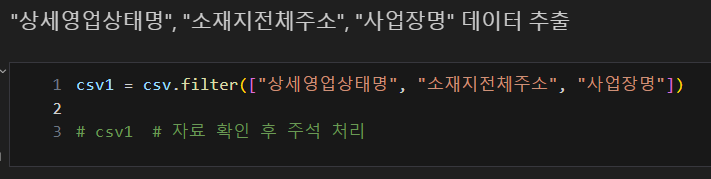 "상세영업상태명", "소재지전체주소", "사업장명" 데이터 추출
1 csv1 = csv.filter(["상세영업상태명", "소재지전체주소", "사업장명"])
2
3 # csv1  # 자료 확인 후 주석 처리